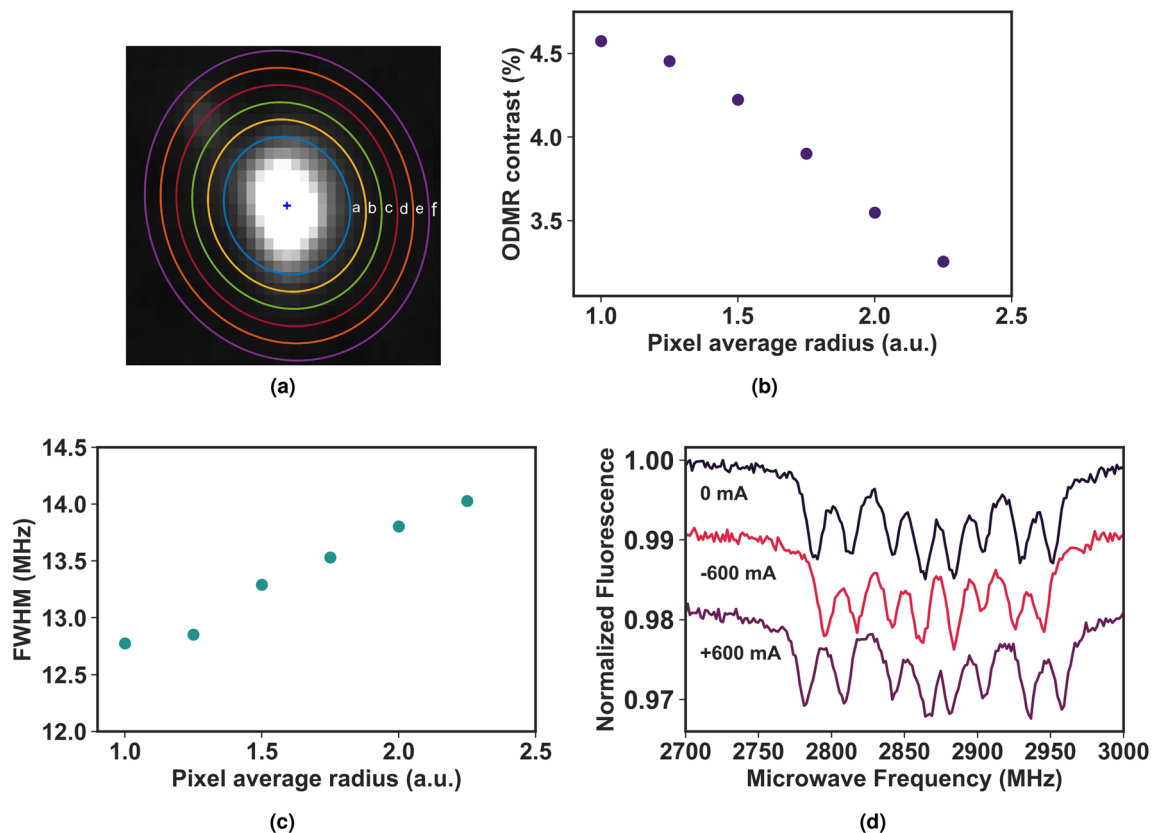 a b c d e f
(a)
ODMR contrast (%)
4.5
4.0
3.5
1.0 1.5 2.0 2.5
Pixel average radius (a.u.)
(b)
FWHM (MHz)
14.5
14.0
13.5
13.0
12.5
12.0
1.0 1.5 2.0 2.5
Pixel average radius (a.u.)
(c)
Normalized Fluorescence
1.00
0.99
0.98
0.97
0 mA
-600 mA
+600 mA
2700 2750 2800 2850 2900 2950 3000
Microwave Frequency (MHz)
(d)